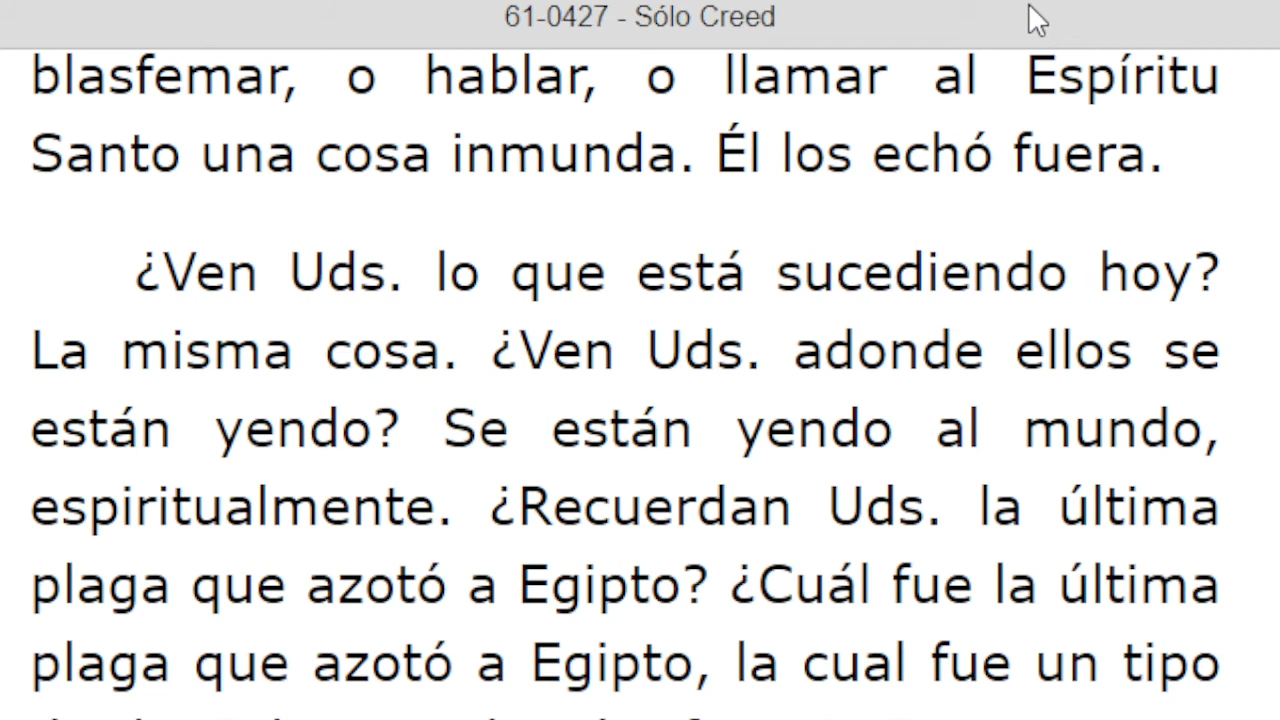 61-0427 - Sólo Creed
blasfemar, o hablar, o llamar al Espíritu
Santo una cosa inmunda. Él los echó fuera.
¿Ven Uds. lo que está sucediendo hoy?
La misma cosa. ¿Ven Uds. adonde ellos se
están yendo? Se están yendo al mundo,
espiritualmente. ¿Recuerdan Uds. la última
plaga que azotó a Egipto? ¿Cuál fue la última
plaga que azotó a Egipto, la cual fue un tipo